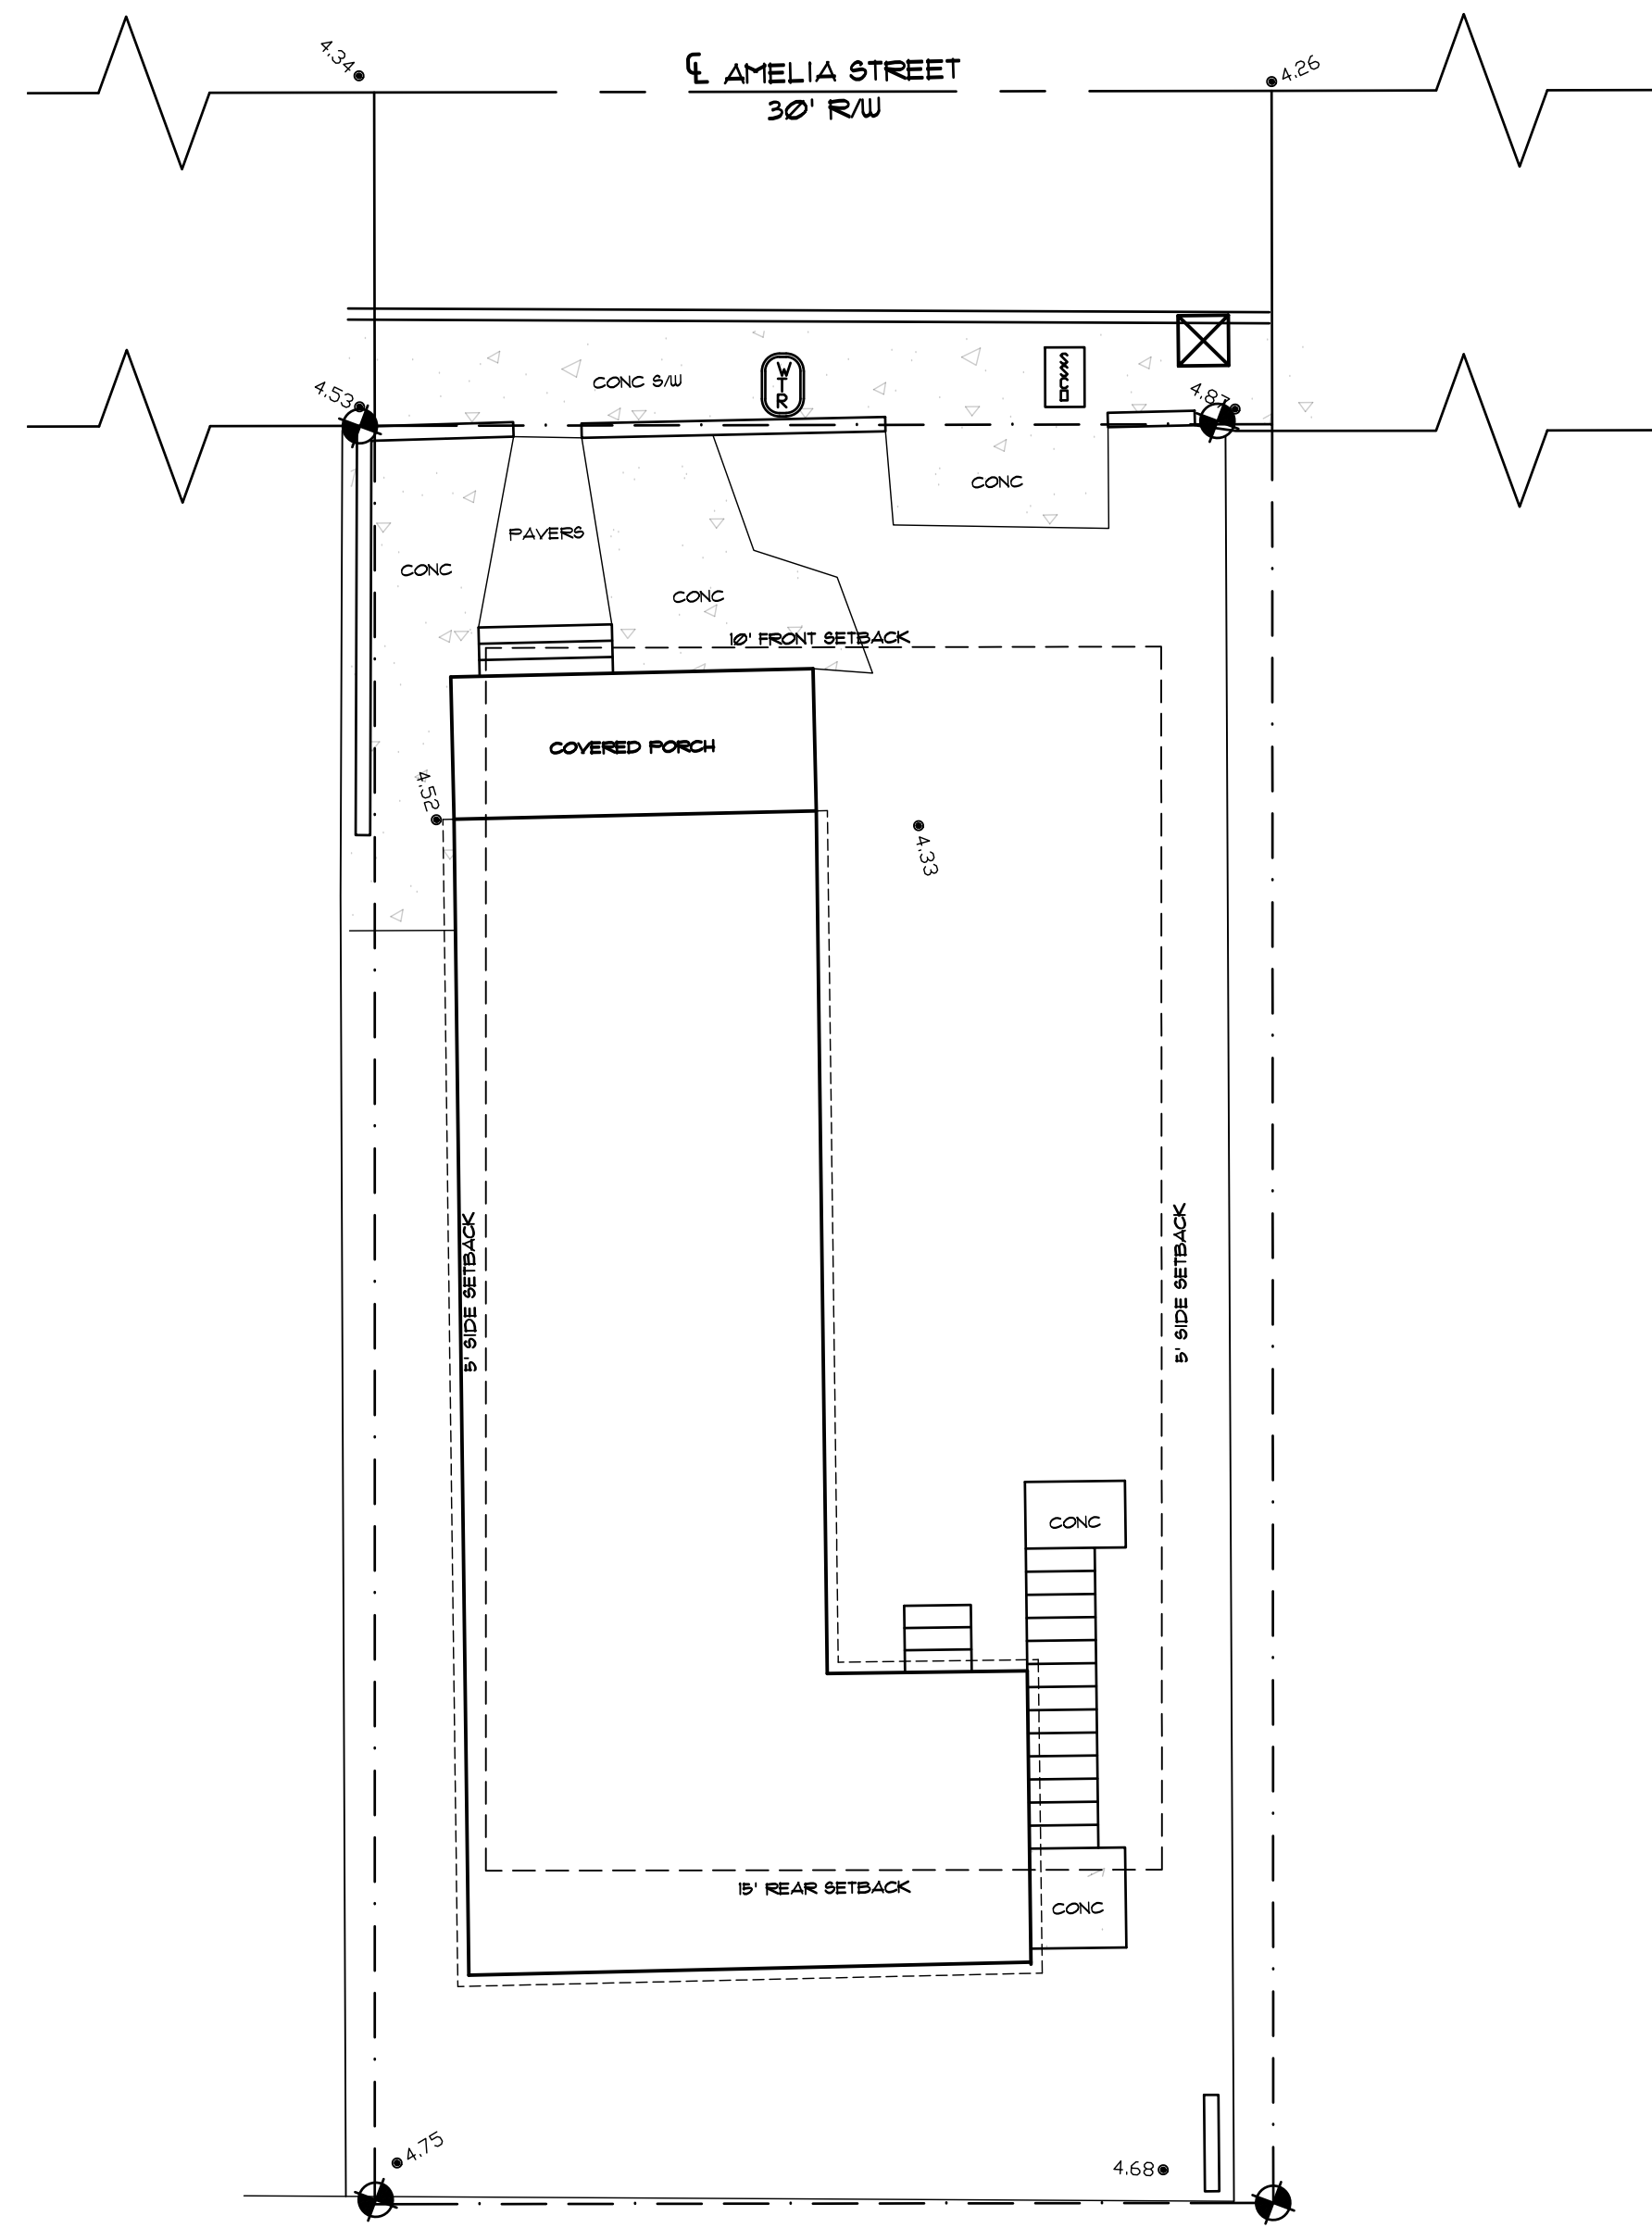 4.34
℄ AMELIA STREET
4.26
30' R/W
CONC S/W
WTR
4.53
4.87
CONC
PAVERS
CONC
CONC
10' FRONT SETBACK
COVERED PORCH
4.52
4.33
5' SIDE SETBACK
5' SIDE SETBACK
CONC
15' REAR SETBACK
CONC
4.75
4.68